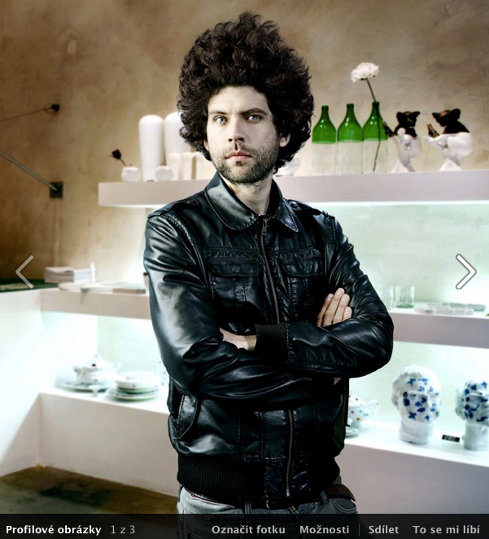 Profilové obrázky 1 z 3 Označit fotku Možnosti Sdílet To se mi líbí